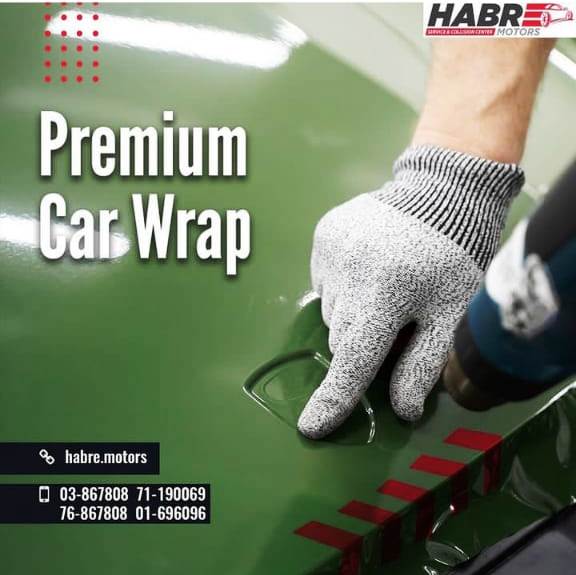 HABRE
SERVICE & COLLISION CENTER MOTORS
Premium
Car Wrap
habre.motors
03-867808 71-190069
76-867808 01-696096